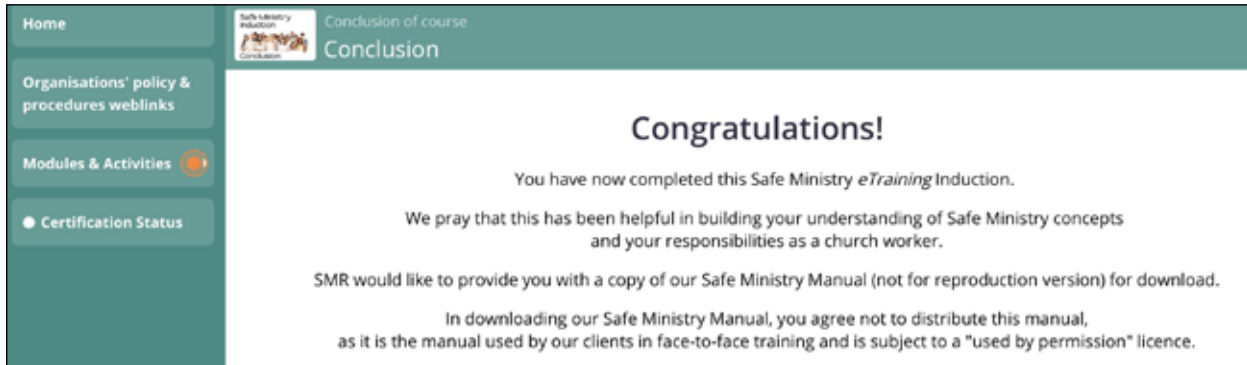 Home
Organisations' policy &
procedures weblinks
Modules & Activities
Certification Status
Safe Ministry
Induction
Conclusion
Conclusion of course
Conclusion
Congratulations!
You have now completed this Safe Ministry eTraining Induction.
We pray that this has been helpful in building your understanding of Safe Ministry concepts
and your responsibilities as a church worker.
SMR would like to provide you with a copy of our Safe Ministry Manual (not for reproduction version) for download.
In downloading our Safe Ministry Manual, you agree not to distribute this manual,
as it is the manual used by our clients in face-to-face training and is subject to a "used by permission" licence.